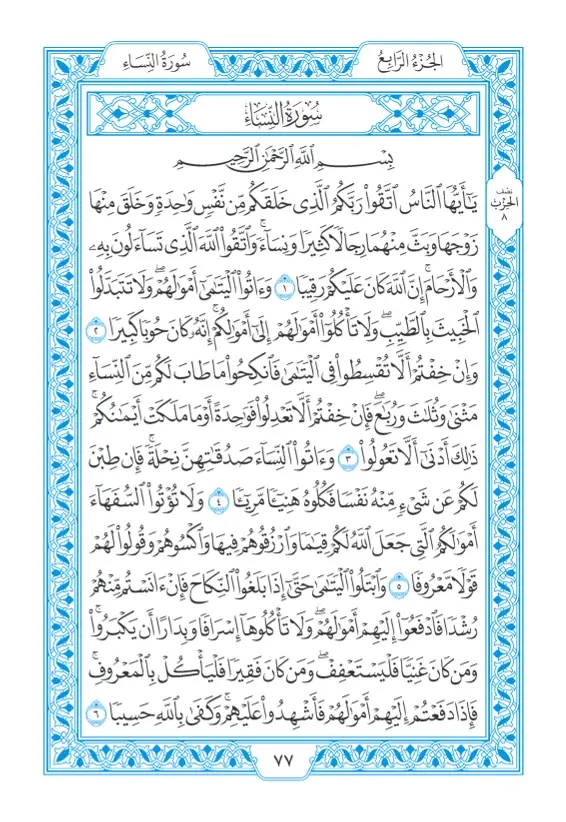 الجُزْءُ الرَّابِعُ
سُورَةُ النِّسَاءِ
سُورَةُ النِّسَاءِ
بِسْمِ اللَّهِ الرَّحْمَٰنِ الرَّحِيمِ
يَٰٓأَيُّهَا ٱلنَّاسُ ٱتَّقُوا۟ رَبَّكُمُ ٱلَّذِى خَلَقَكُم مِّن نَّفْسٍ وَٰحِدَةٍ وَخَلَقَ مِنْهَا
نصف
الحزب
٨
زَوْجَهَا وَبَثَّ مِنْهُمَا رِجَالًا كَثِيرًا وَنِسَآءً ۚ وَٱتَّقُوا۟ ٱللَّهَ ٱلَّذِى تَسَآءَلُونَ بِهِۦ
وَٱلْأَرْحَامَ ۚ إِنَّ ٱللَّهَ كَانَ عَلَيْكُمْ رَقِيبًا ١ وَءَاتُوا۟ ٱلْيَتَٰمَىٰٓ أَمْوَٰلَهُمْ ۖ وَلَا تَتَبَدَّلُوا۟
ٱلْخَبِيثَ بِٱلطَّيِّبِ ۖ وَلَا تَأْكُلُوٓا۟ أَمْوَٰلَهُمْ إِلَىٰٓ أَمْوَٰلِكُمْ ۚ إِنَّهُۥ كَانَ حُوبًا كَبِيرًا ٢
وَإِنْ خِفْتُمْ أَلَّا تُقْسِطُوا۟ فِى ٱلْيَتَٰمَىٰ فَٱنكِحُوا۟ مَا طَابَ لَكُم مِّنَ ٱلنِّسَآءِ
مَثْنَىٰ وَثُلَٰثَ وَرُبَٰعَ ۖ فَإِنْ خِفْتُمْ أَلَّا تَعْدِلُوا۟ فَوَٰحِدَةً أَوْ مَا مَلَكَتْ أَيْمَٰنُكُمْ ۚ
ذَٰلِكَ أَدْنَىٰٓ أَلَّا تَعُولُوا۟ ٣ وَءَاتُوا۟ ٱلنِّسَآءَ صَدُقَٰتِهِنَّ نِحْلَةً ۚ فَإِن طِبْنَ
لَكُمْ عَن شَىْءٍ مِّنْهُ نَفْسًا فَكُلُوهُ هَنِيٓـًٔا مَّرِيٓـًٔا ٤ وَلَا تُؤْتُوا۟ ٱلسُّفَهَآءَ
أَمْوَٰلَكُمُ ٱلَّتِى جَعَلَ ٱللَّهُ لَكُمْ قِيَٰمًا وَٱرْزُقُوهُمْ فِيهَا وَٱكْسُوهُمْ وَقُولُوا۟ لَهُمْ
قَوْلًا مَّعْرُوفًا ٥ وَٱبْتَلُوا۟ ٱلْيَتَٰمَىٰ حَتَّىٰٓ إِذَا بَلَغُوا۟ ٱلنِّكَاحَ فَإِنْ ءَانَسْتُم مِّنْهُمْ
رُشْدًا فَٱدْفَعُوٓا۟ إِلَيْهِمْ أَمْوَٰلَهُمْ ۖ وَلَا تَأْكُلُوهَآ إِسْرَافًا وَبِدَارًا أَن يَكْبَرُوا۟ ۚ
وَمَن كَانَ غَنِيًّا فَلْيَسْتَعْفِفْ ۖ وَمَن كَانَ فَقِيرًا فَلْيَأْكُلْ بِٱلْمَعْرُوفِ ۚ
فَإِذَا دَفَعْتُمْ إِلَيْهِمْ أَمْوَٰلَهُمْ فَأَشْهِدُوا۟ عَلَيْهِمْ ۚ وَكَفَىٰ بِٱللَّهِ حَسِيبًا ٦
٧٧